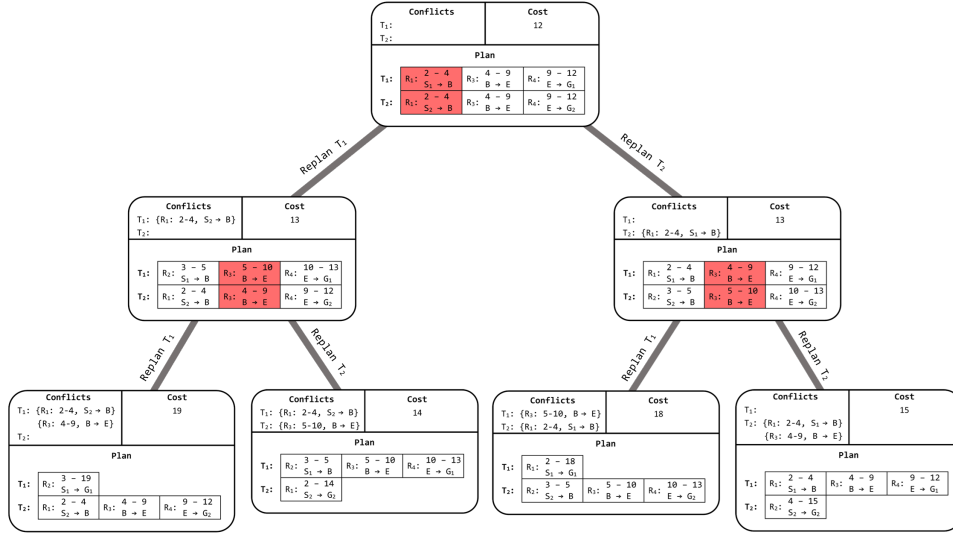 Conflicts Cost
T₁: 12
T₂:
Plan
T₁: R₁: 2 – 4 S₁ → B R₃: 4 – 9 B → E R₄: 9 – 12 E → G₁
T₂: R₁: 2 – 4 S₂ → B R₃: 4 – 9 B → E R₄: 9 – 12 E → G₂
Replan T₁
Replan T₂
Conflicts Cost
T₁: {R₁: 2-4, S₂ → B} 13
T₂:
Plan
T₁: R₂: 3 – 5 S₁ → B R₃: 5 – 10 B → E R₄: 10 – 13 E → G₁
T₂: R₁: 2 – 4 S₂ → B R₃: 4 – 9 B → E R₄: 9 – 12 E → G₂
Conflicts Cost
T₁: 13
T₂: {R₁: 2-4, S₁ → B}
Plan
T₁: R₁: 2 – 4 S₁ → B R₃: 4 – 9 B → E R₄: 9 – 12 E → G₁
T₂: R₂: 3 – 5 S₂ → B R₃: 5 – 10 B → E R₄: 10 – 13 E → G₂
Replan T₁
Replan T₂
Replan T₁
Replan T₂
Conflicts Cost
T₁: {R₁: 2-4, S₂ → B} 19
{R₃: 4-9, B → E}
T₂:
Plan
T₁: R₂: 3 – 19 S₁ → G₁
T₂: R₁: 2 – 4 S₂ → B R₃: 4 – 9 B → E R₄: 9 – 12 E → G₂
Conflicts Cost
T₁: {R₁: 2-4, S₂ → B} 14
T₂: {R₃: 5-10, B → E}
Plan
T₁: R₂: 3 – 5 S₁ → B R₃: 5 – 10 B → E R₄: 10 – 13 E → G₁
T₂: R₁: 2 – 14 S₂ → G₂
Conflicts Cost
T₁: {R₃: 5-10, B → E} 18
T₂: {R₁: 2-4, S₁ → B}
Plan
T₁: R₁: 2 – 18 S₁ → G₁
T₂: R₂: 3 – 5 S₂ → B R₃: 5 – 10 B → E R₄: 10 – 13 E → G₂
Conflicts Cost
T₁: 15
T₂: {R₁: 2-4, S₁ → B}
{R₃: 4-9, B → E}
Plan
T₁: R₁: 2 – 4 S₁ → B R₃: 4 – 9 B → E R₄: 9 – 12 E → G₁
T₂: R₂: 4 – 15 S₂ → G₂